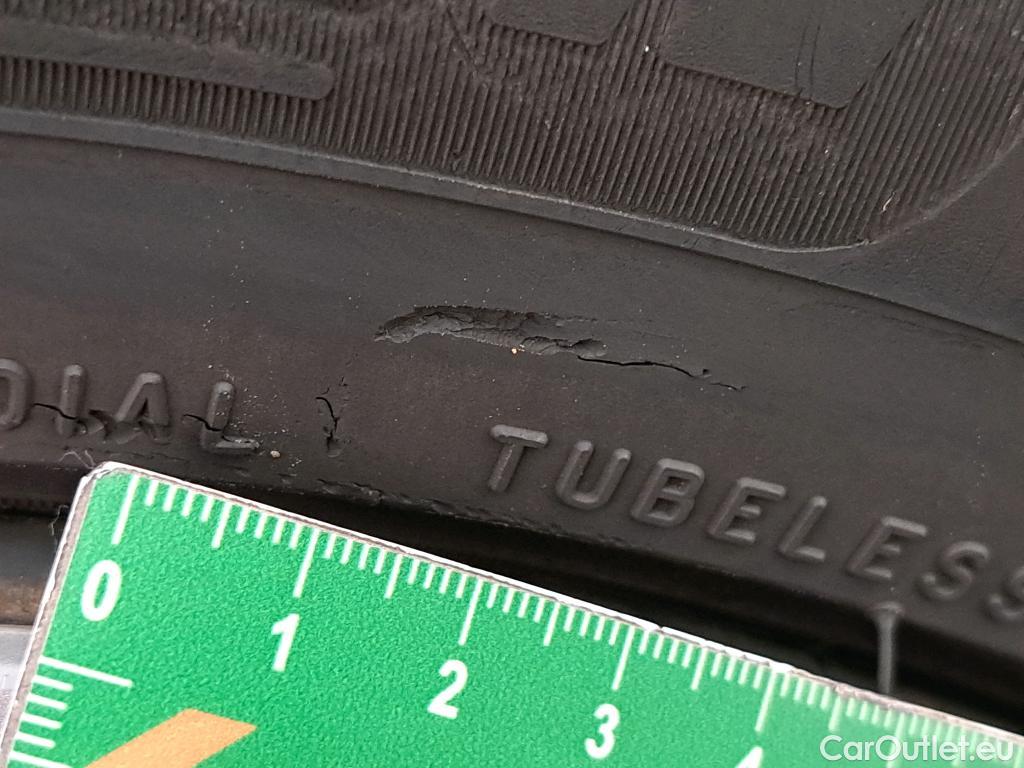 DIAL TUBELESS
0 1 2 3
CarOutlet.eu